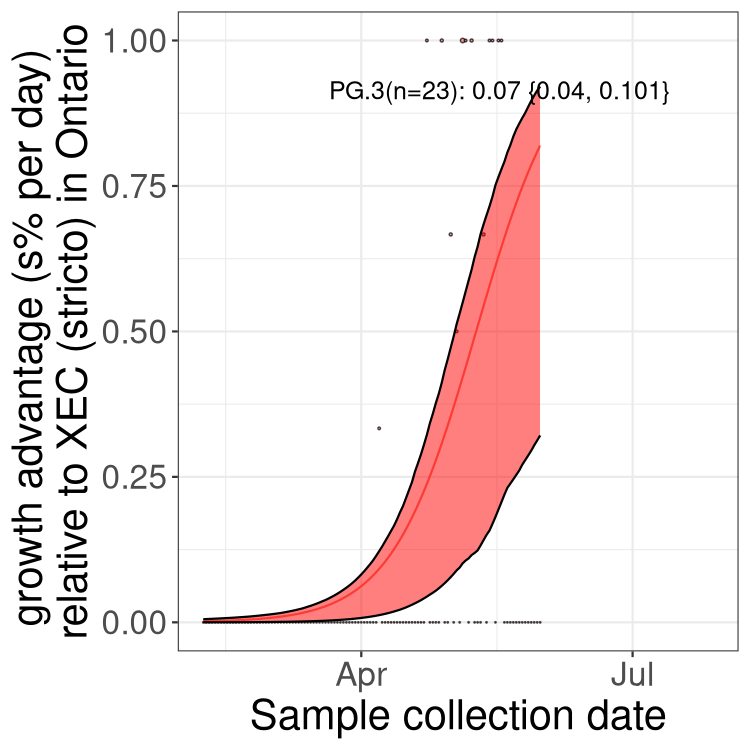 growth advantage (s% per day)
relative to XEC (stricto) in Ontario
1.00
0.75
0.50
0.25
0.00
PG.3(n=23): 0.07 {0.04, 0.101}
Apr
Jul
Sample collection date